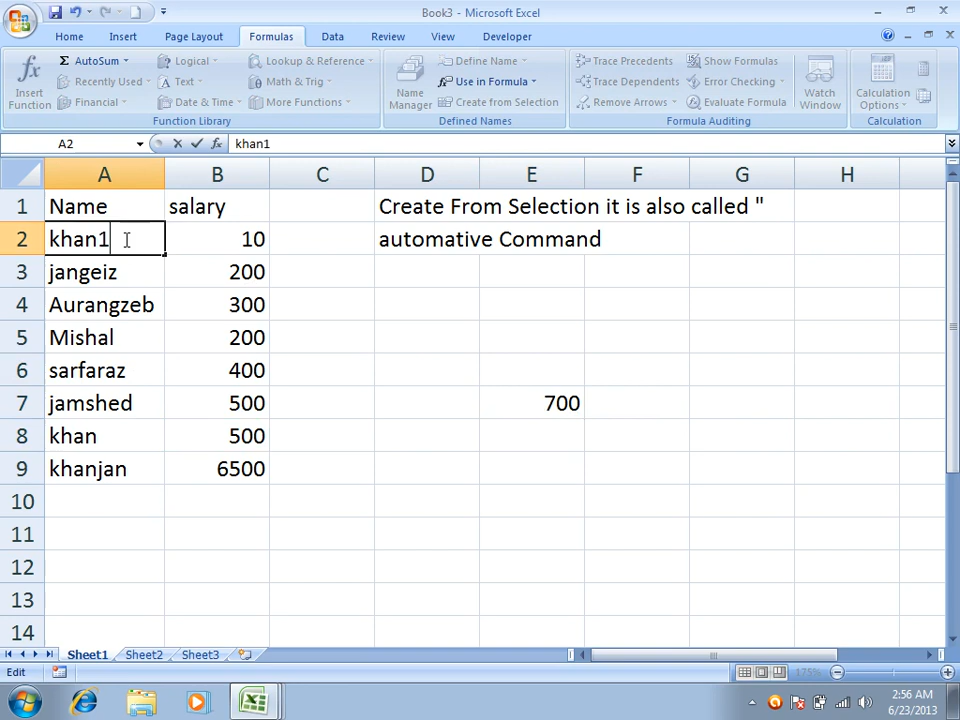 Book3 - Microsoft Excel
Home Insert Page Layout Formulas Data Review View Developer
AutoSum Logical Lookup & Reference Define Name Trace Precedents Show Formulas
Recently Used Text Math & Trig Use in Formula Trace Dependents Error Checking
Financial Date & Time More Functions Create from Selection Remove Arrows Evaluate Formula
Insert Function Name Manager Watch Window Calculation Options
Function Library Defined Names Formula Auditing Calculation
A2 fx khan1
A B C D E F G H
1 Name salary Create From Selection it is also called "
2 khan1 10 automative Command
3 jangeiz 200
4 Aurangzeb 300
5 Mishal 200
6 sarfaraz 400
7 jamshed 500 700
8 khan 500
9 khanjan 6500
10
11
12
13
14
Sheet1 Sheet2 Sheet3
Edit 175%
2:56 AM
6/23/2013